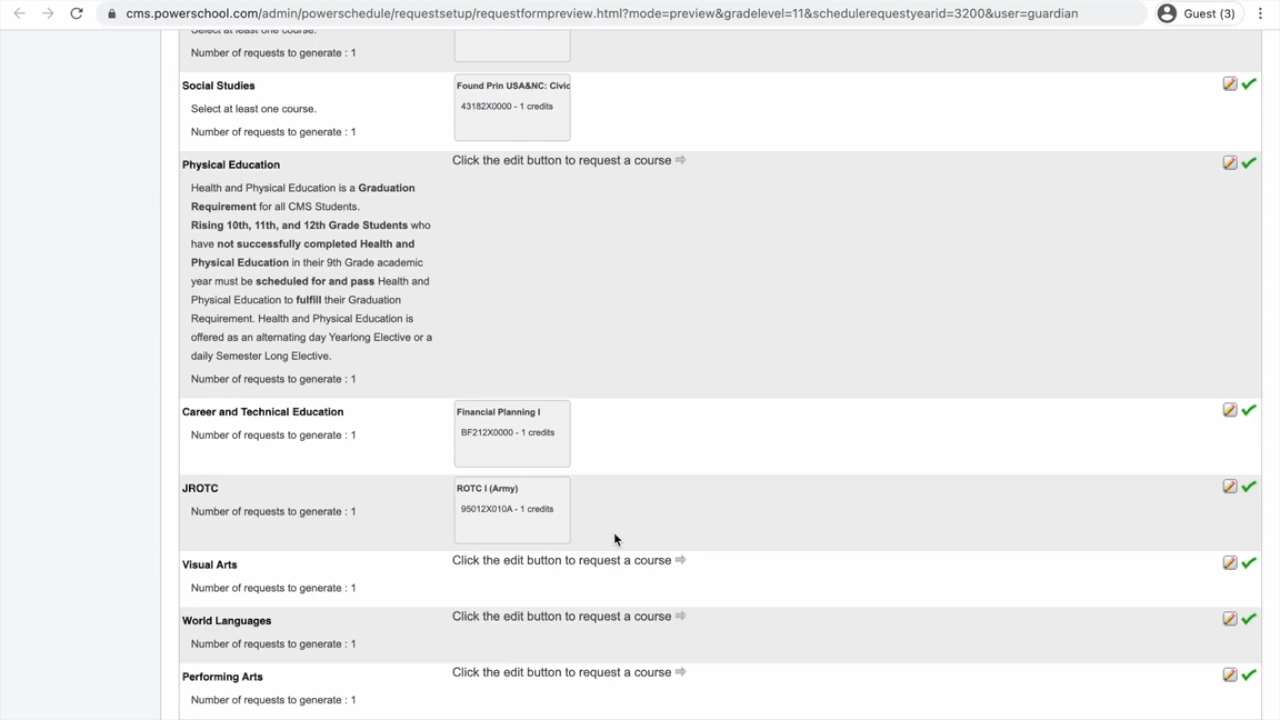 cms.powerschool.com/admin/powerschedule/requestsetup/requestformpreview.html?mode=preview&gradelevel=11&schedulerequestyearid=3200&user=guardian
Guest (3)
Select at least one course.
Number of requests to generate : 1
Social Studies
Found Prin USA&NC: Civic
43182X0000 - 1 credits
Select at least one course.
Number of requests to generate : 1
Physical Education
Click the edit button to request a course
Health and Physical Education is a Graduation
Requirement for all CMS Students.
Rising 10th, 11th, and 12th Grade Students who
have not successfully completed Health and
Physical Education in their 9th Grade academic
year must be scheduled for and pass Health and
Physical Education to fulfill their Graduation
Requirement. Health and Physical Education is
offered as an alternating day Yearlong Elective or a
daily Semester Long Elective.
Number of requests to generate : 1
Career and Technical Education
Financial Planning I
BF212X0000 - 1 credits
Number of requests to generate : 1
JROTC
ROTC I (Army)
95012X010A - 1 credits
Number of requests to generate : 1
Visual Arts
Click the edit button to request a course
Number of requests to generate : 1
World Languages
Click the edit button to request a course
Number of requests to generate : 1
Performing Arts
Click the edit button to request a course
Number of requests to generate : 1